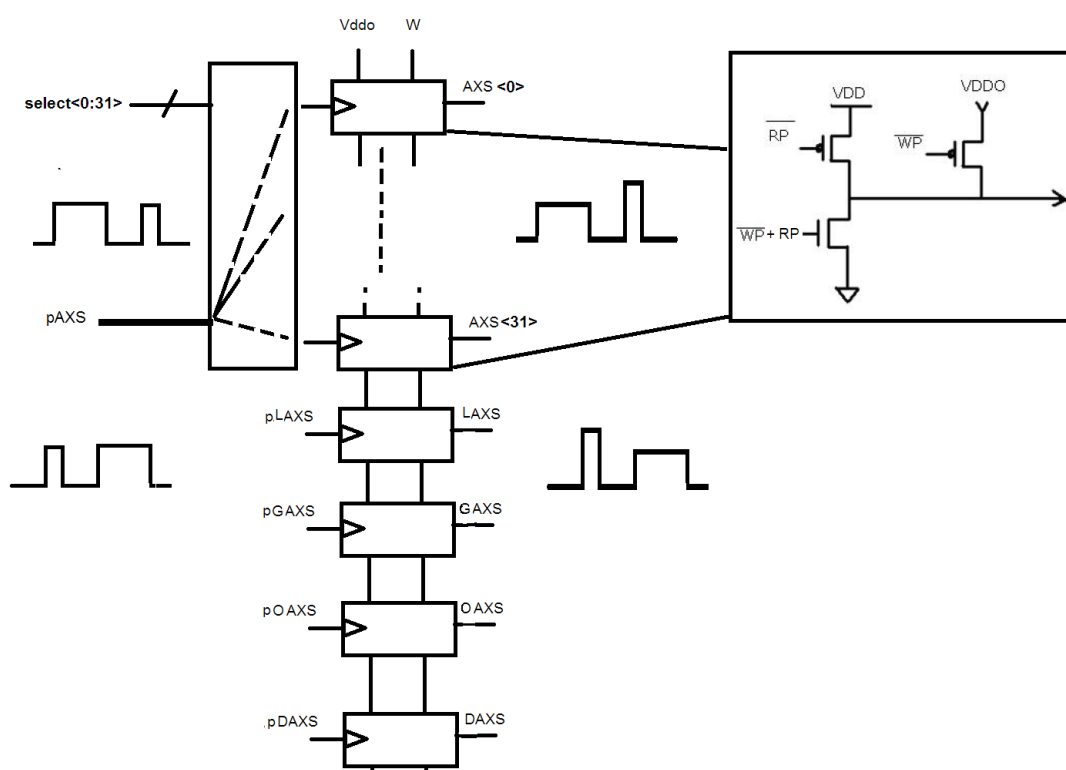 Vddo W
select<0:31>
AXS <0>
VDD
VDDO
RP
WP
WP + RP
pAXS
AXS<31>
pLAXS
LAXS
pGAXS
GAXS
pOAXS
OAXS
pDAXS
DAXS